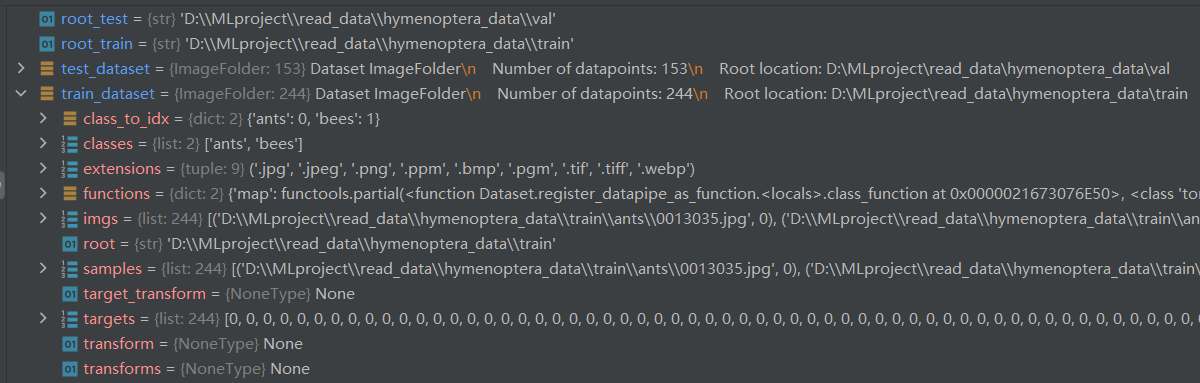 01 root_test = {str} 'D:\\MLproject\\read_data\\hymenoptera_data\\val'
01 root_train = {str} 'D:\\MLproject\\read_data\\hymenoptera_data\\train'
test_dataset = {ImageFolder: 153} Dataset ImageFolder\n Number of datapoints: 153\n Root location: D:\MLproject\read_data\hymenoptera_data\val
train_dataset = {ImageFolder: 244} Dataset ImageFolder\n Number of datapoints: 244\n Root location: D:\MLproject\read_data\hymenoptera_data\train
class_to_idx = {dict: 2} {'ants': 0, 'bees': 1}
classes = {list: 2} ['ants', 'bees']
extensions = {tuple: 9} ('.jpg', '.jpeg', '.png', '.ppm', '.bmp', '.pgm', '.tif', '.tiff', '.webp')
functions = {dict: 2} {'map': functools.partial(<function Dataset.register_datapipe_as_function.<locals>.class_function at 0x0000021673076E50>, <class 'tor
imgs = {list: 244} [('D:\\MLproject\\read_data\\hymenoptera_data\\train\\ants\\0013035.jpg', 0), ('D:\\MLproject\\read_data\\hymenoptera_data\\train\\an
01 root = {str} 'D:\\MLproject\\read_data\\hymenoptera_data\\train'
samples = {list: 244} [('D:\\MLproject\\read_data\\hymenoptera_data\\train\\ants\\0013035.jpg', 0), ('D:\\MLproject\\read_data\\hymenoptera_data\\train\
01 target_transform = {NoneType} None
targets = {list: 244} [0, 0, 0, 0, 0, 0, 0, 0, 0, 0, 0, 0, 0, 0, 0, 0, 0, 0, 0, 0, 0, 0, 0, 0, 0, 0, 0, 0, 0, 0, 0, 0, 0, 0, 0, 0, 0, 0, 0, 0, 0, 0, 0, 0, 0, 0, 0, 0, 0, 0, 0, 0, 0, 0, 0, 0, 0, 0
01 transform = {NoneType} None
01 transforms = {NoneType} None